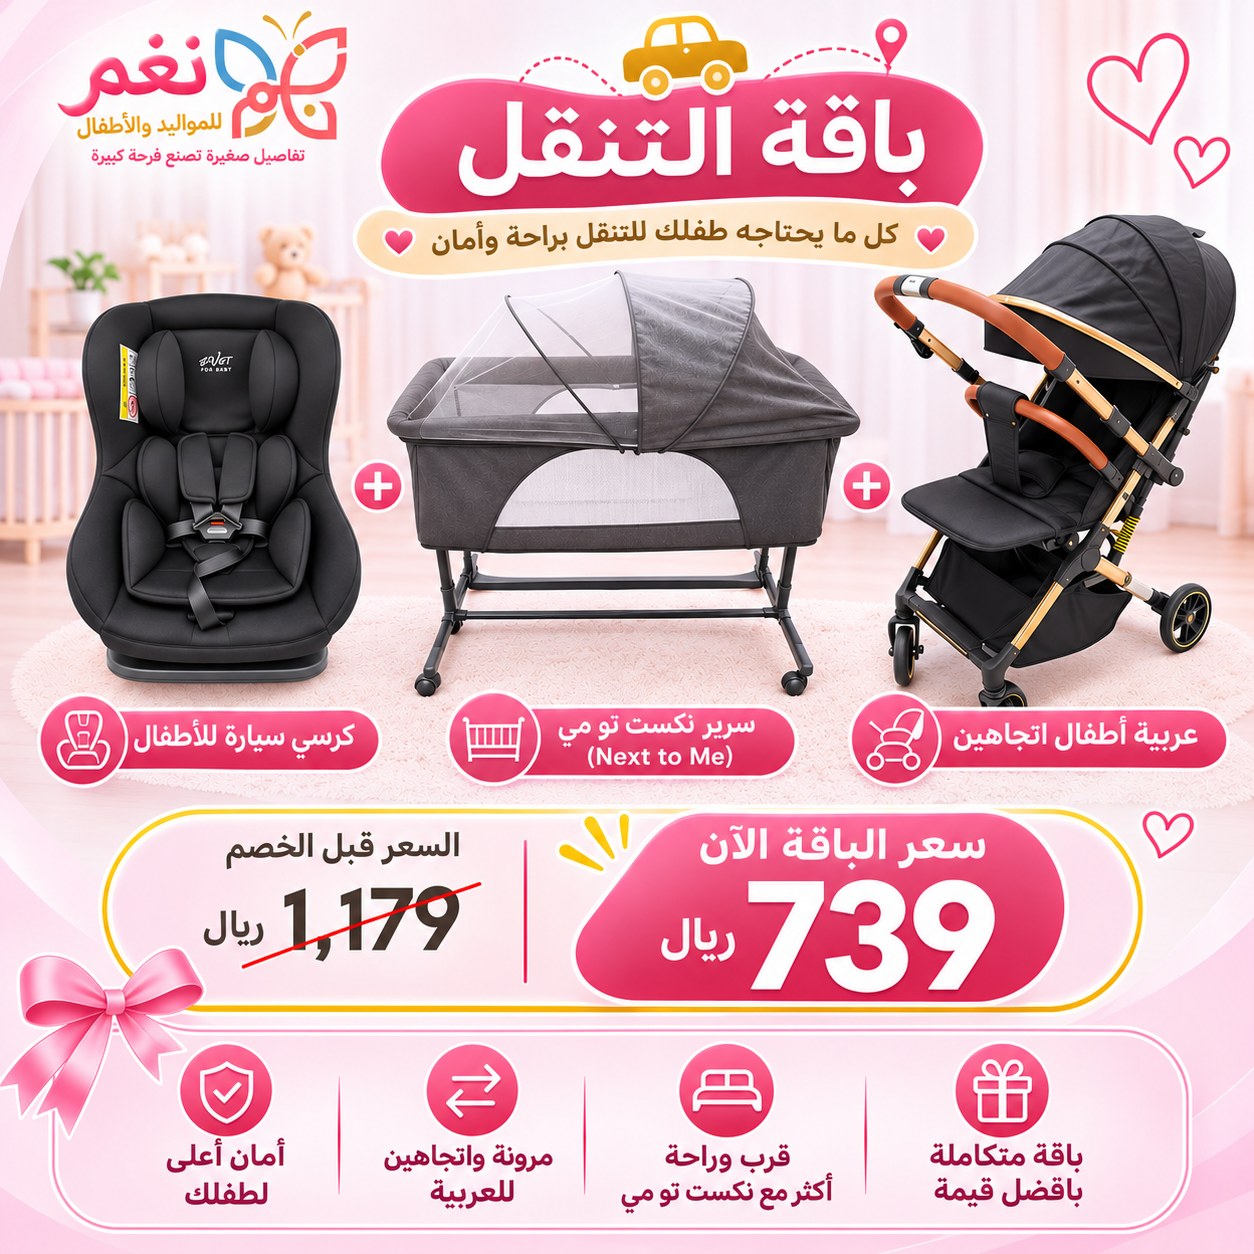 نغم
للمواليد والأطفال
تفاصيل صغيرة تصنع فرحة كبيرة
باقة التنقل
كل ما يحتاجه طفلك للتنقل براحة وأمان
FOR BABY
كرسي سيارة للأطفال
سرير نكست تو مي
(Next to Me)
عربية أطفال اتجاهين
سعر الباقة الآن
739 ريال
السعر قبل الخصم
1,179 ريال
باقة متكاملة
باقضل قيمة
قرب وراحة
أكثر مع نكست تو مي
مرونة واتجاهين
للعربية
أمان أعلى
لطفلك